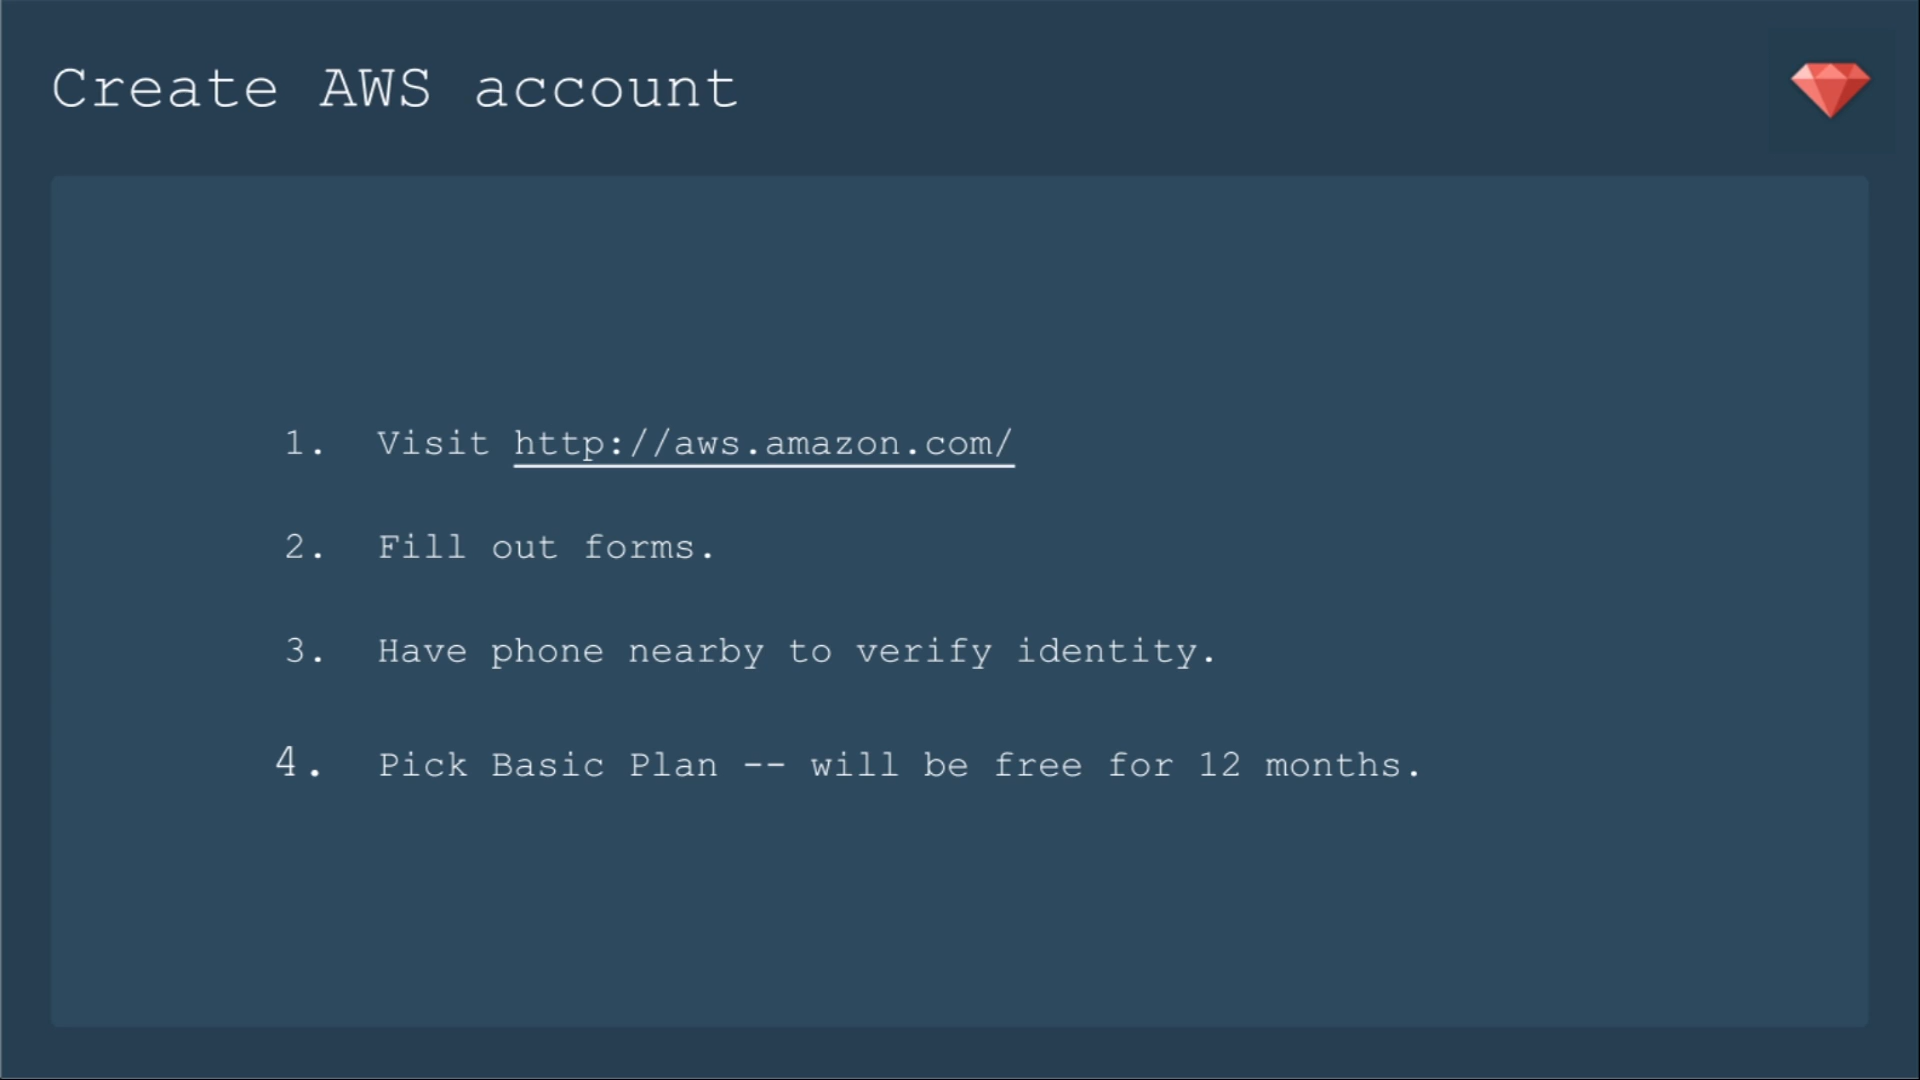 Create AWS account
1. Visit http://aws.amazon.com/
2. Fill out forms.
3. Have phone nearby to verify identity.
4. Pick Basic Plan -- will be free for 12 months.